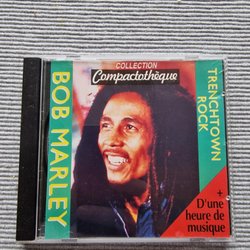 COLLECTION
Compactothèque
BOB MARLEY
TRENCHTOWN
ROCK
+
D'une
heure de
musique